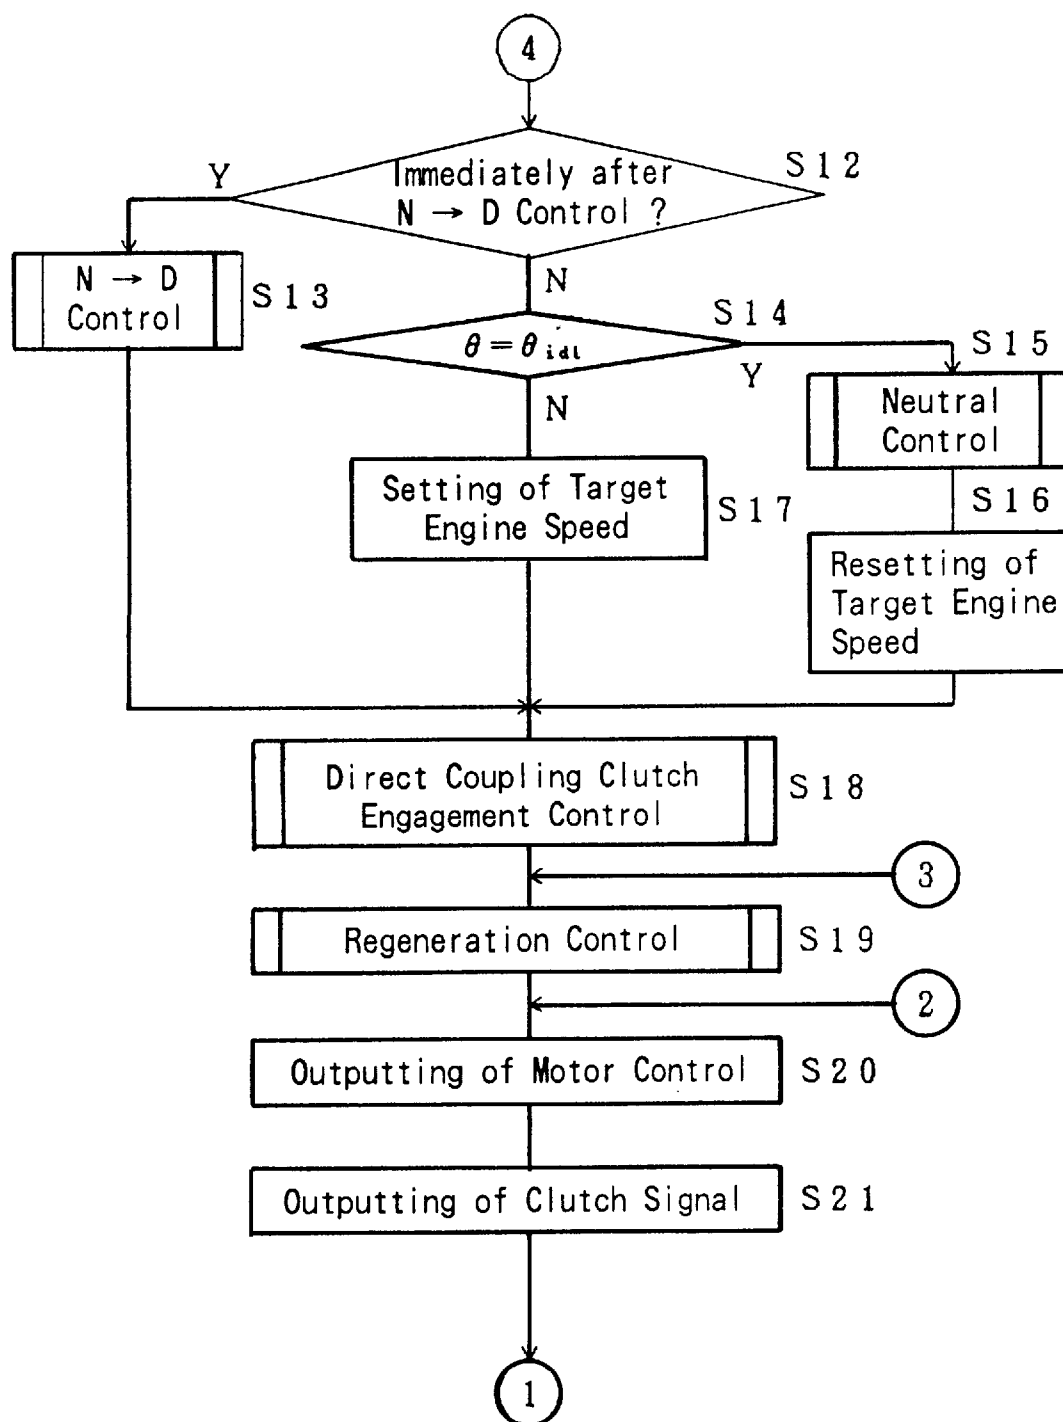 4
Immediately after
N → D Control ?
S12
Y
N → D
Control
S13
N
S14
θ = θ idl
Y
S15
Neutral
Control
N
Setting of Target
Engine Speed
S17
S16
Resetting of
Target Engine
Speed
Direct Coupling Clutch
Engagement Control
S18
3
Regeneration Control
S19
2
Outputting of Motor Control
S20
Outputting of Clutch Signal
S21
1